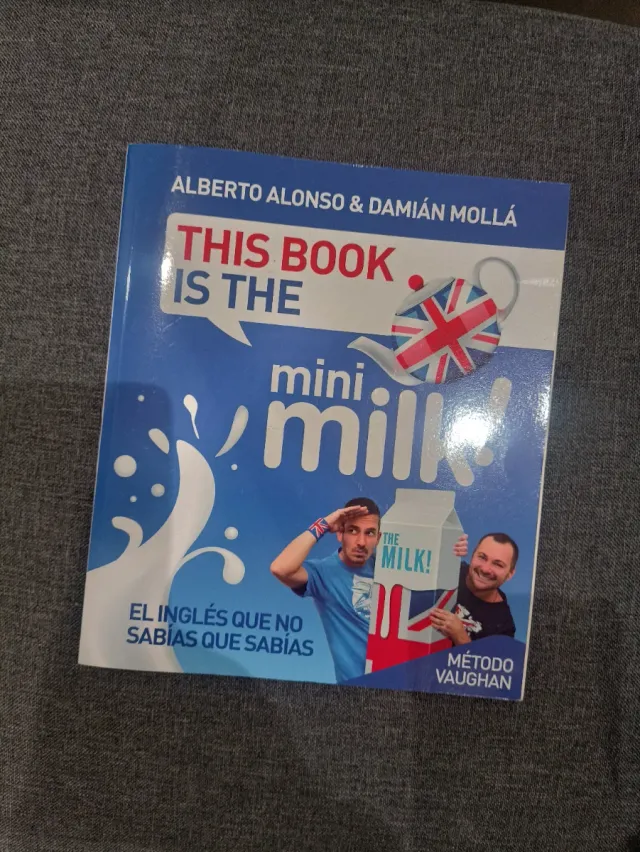 ALBERTO ALONSO & DAMIÁN MOLLÁ
THIS BOOK
IS THE
mini
milk!
THE
MILK!
EL INGLÉS QUE NO
SABÍAS QUE SABÍAS
MÉTODO
VAUGHAN